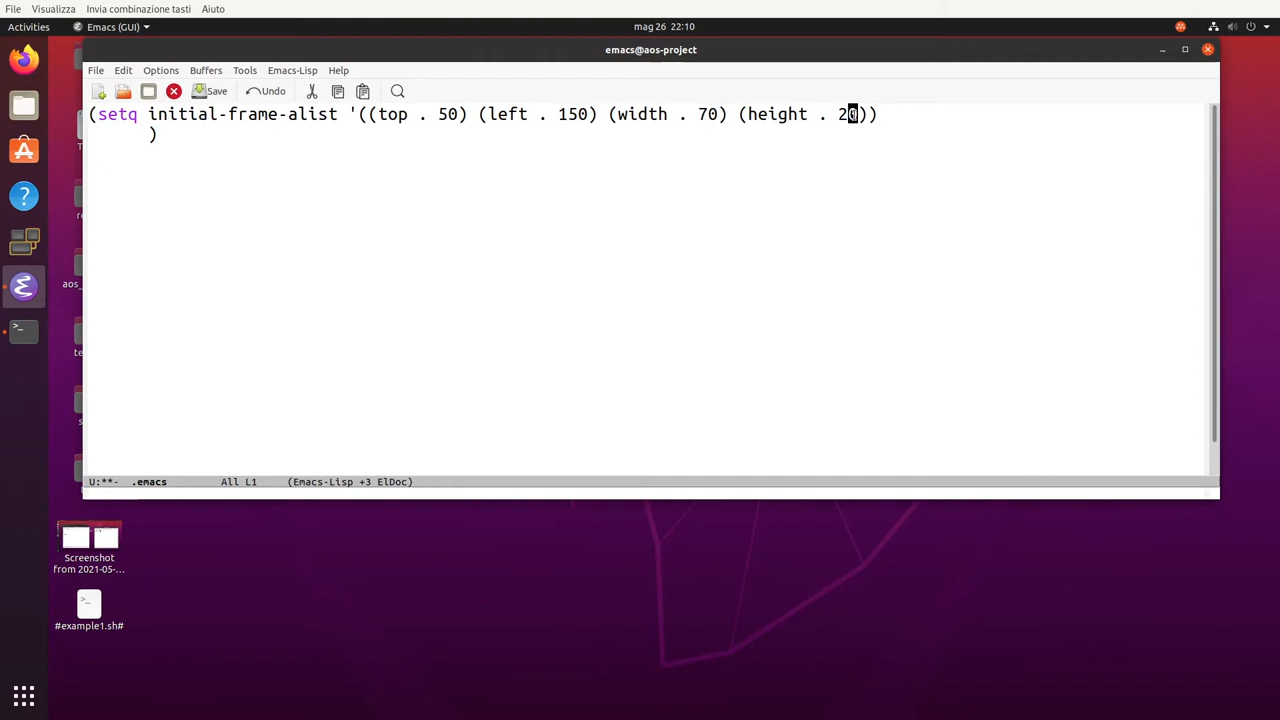 File Visualizza Invia combinazione tasti Aiuto
Activities Emacs (GUI) mag 26 22:10
emacs@aos-project
File Edit Options Buffers Tools Emacs-Lisp Help
Save Undo
(setq initial-frame-alist '((top . 50) (left . 150) (width . 70) (height . 20))
)
aos_
te
s
U:**- .emacs All L1 (Emacs-Lisp +3 ElDoc)
Screenshot
from 2021-05-...
#example1.sh#